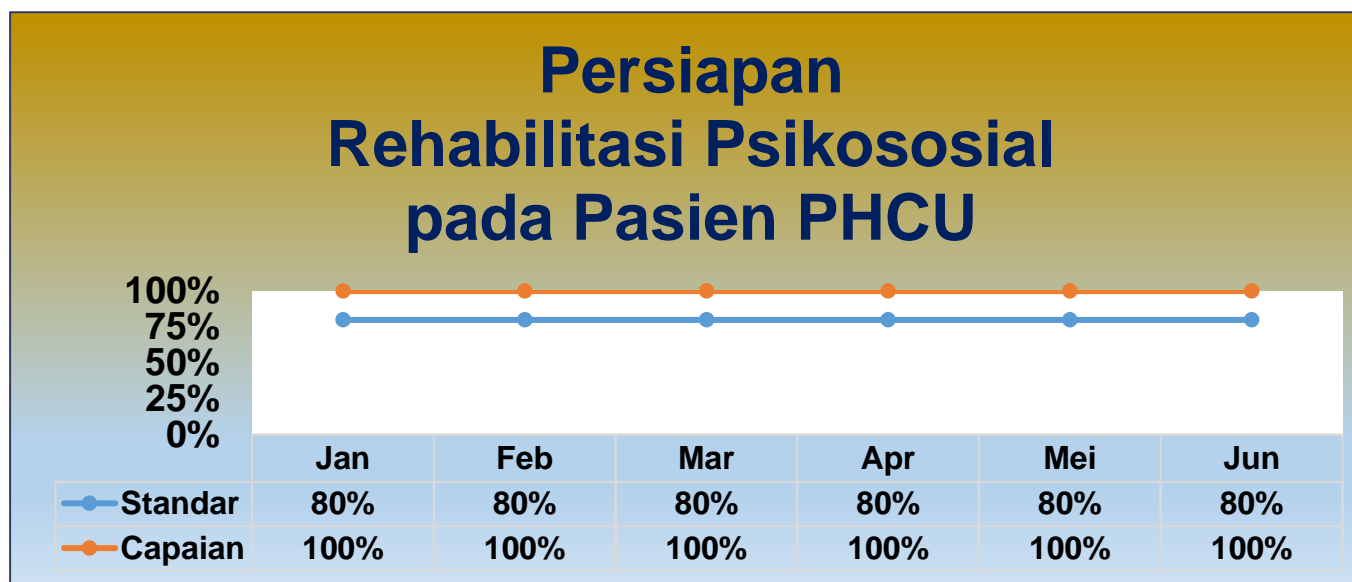 Persiapan
Rehabilitasi Psikososial
pada Pasien PHCU
100%
75%
50%
25%
0%
Jan Feb Mar Apr Mei Jun
Standar 80% 80% 80% 80% 80% 80%
Capaian 100% 100% 100% 100% 100% 100%